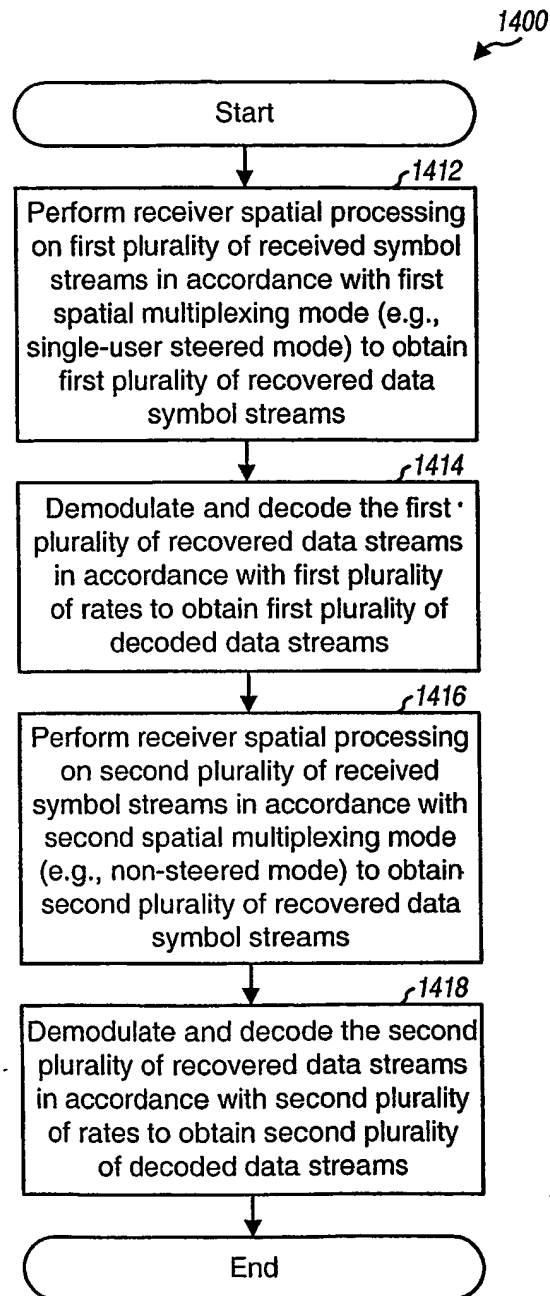 1400
Start
1412
Perform receiver spatial processing
on first plurality of received symbol
streams in accordance with first
spatial multiplexing mode (e.g.,
single-user steered mode) to obtain
first plurality of recovered data
symbol streams
1414
Demodulate and decode the first
plurality of recovered data streams
in accordance with first plurality
of rates to obtain first plurality of
decoded data streams
1416
Perform receiver spatial processing
on second plurality of received
symbol streams in accordance with
second spatial multiplexing mode
(e.g., non-steered mode) to obtain
second plurality of recovered data
symbol streams
1418
Demodulate and decode the second
plurality of recovered data streams
in accordance with second plurality
of rates to obtain second plurality
of decoded data streams
End